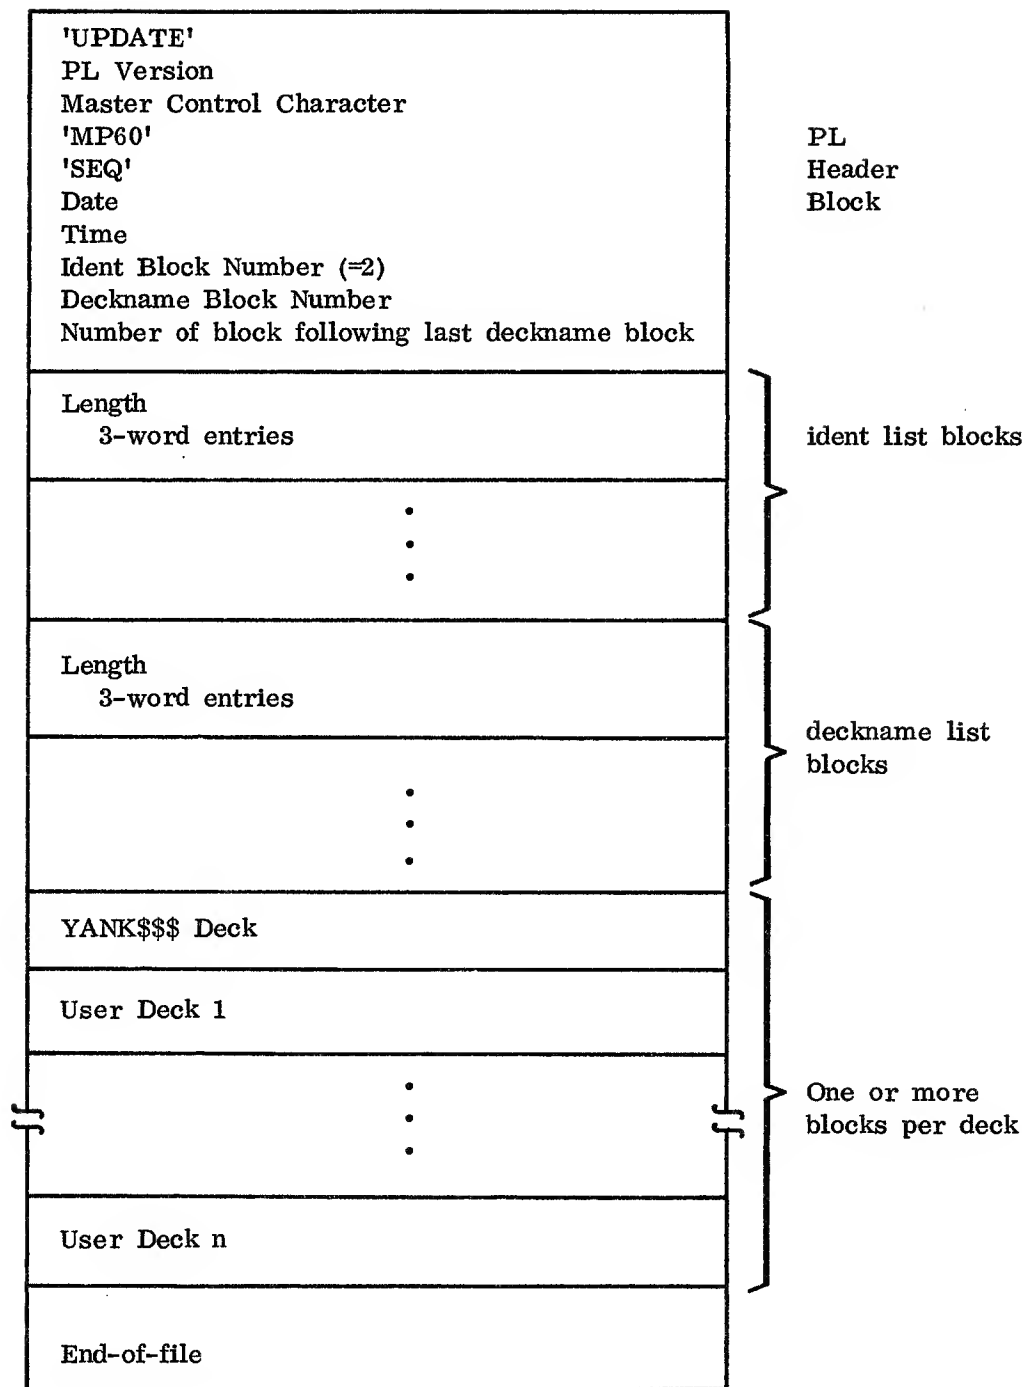 'UPDATE'
PL Version
Master Control Character
'MP60'
'SEQ'
Date
Time
Ident Block Number (=2)
Deckname Block Number
Number of block following last deckname block
PL
Header
Block
Length
3-word entries
ident list blocks
Length
3-word entries
deckname list
blocks
YANK$$$ Deck
User Deck 1
One or more
blocks per deck
User Deck n
End-of-file